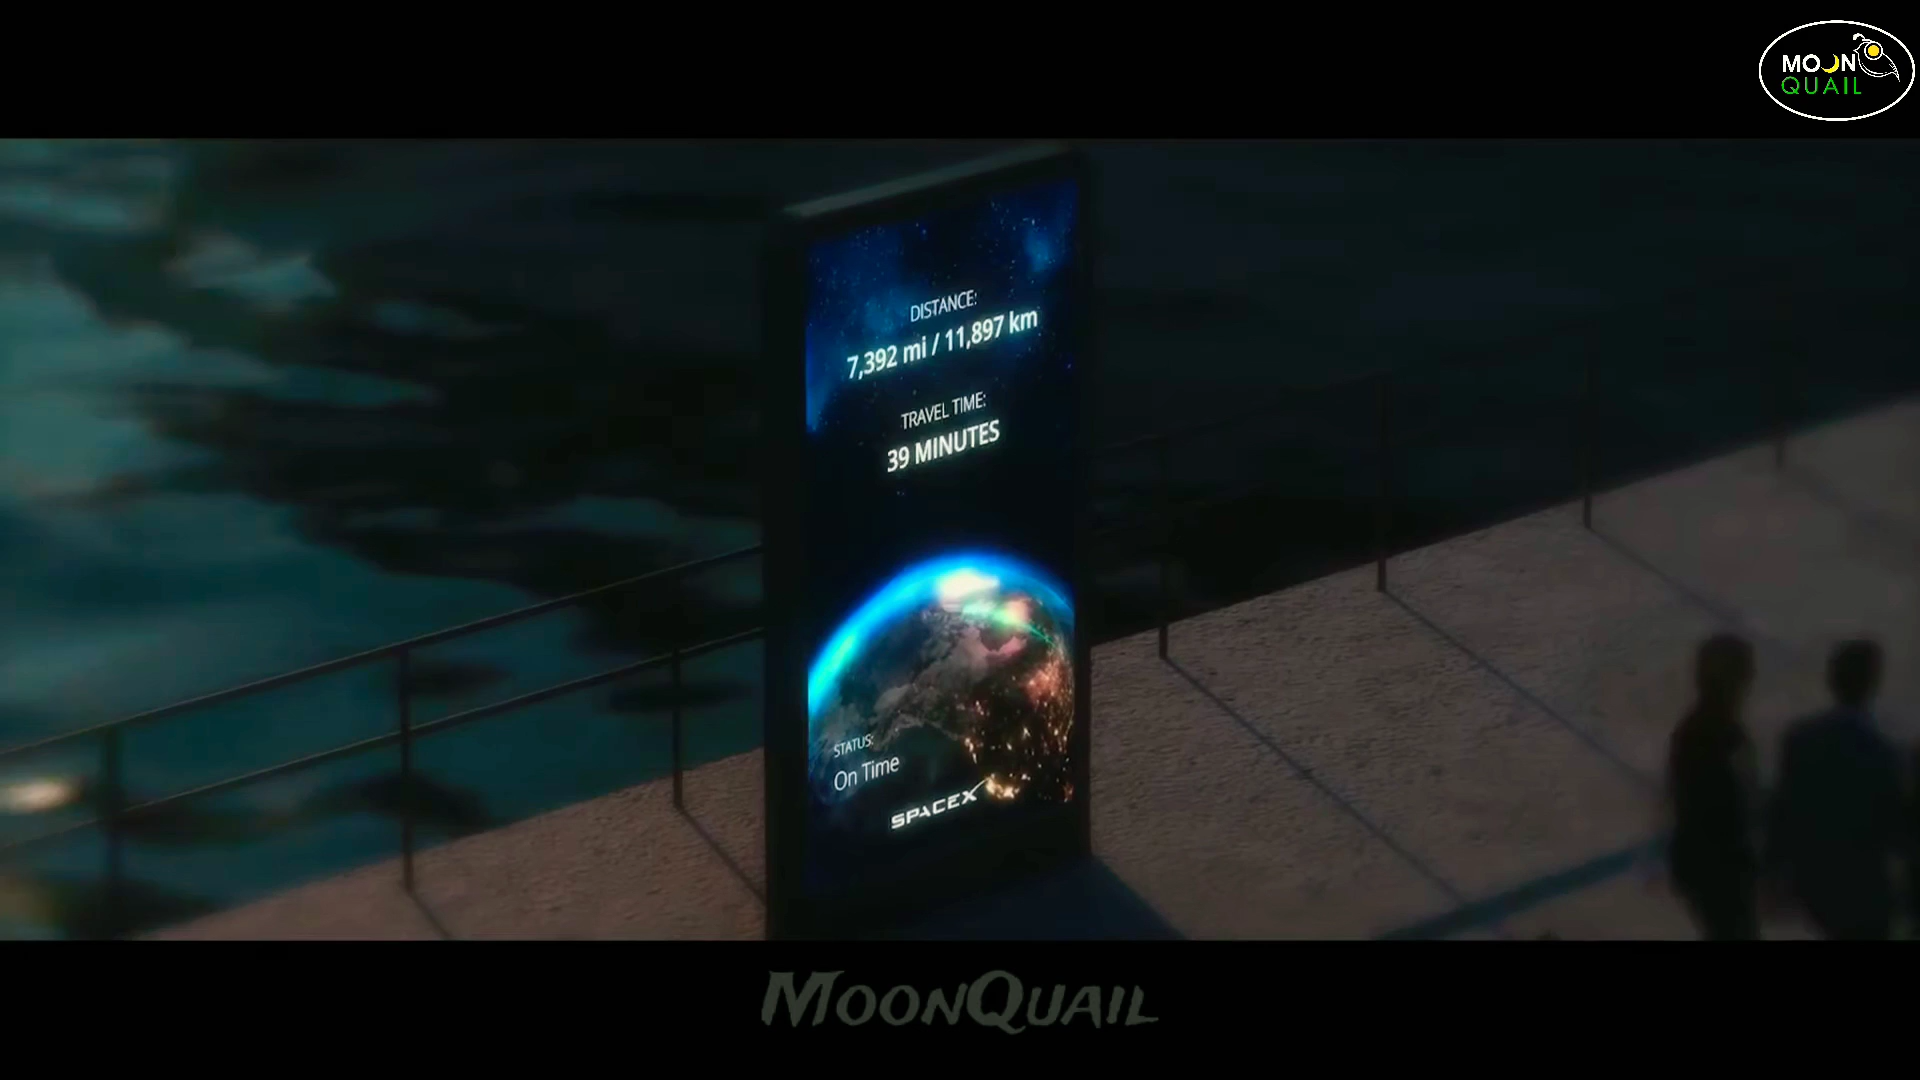 MOON
QUAIL
DISTANCE:
7,392 mi / 11,897 km
TRAVEL TIME:
39 MINUTES
STATUS:
On Time
SPACEX
MOONQUAIL